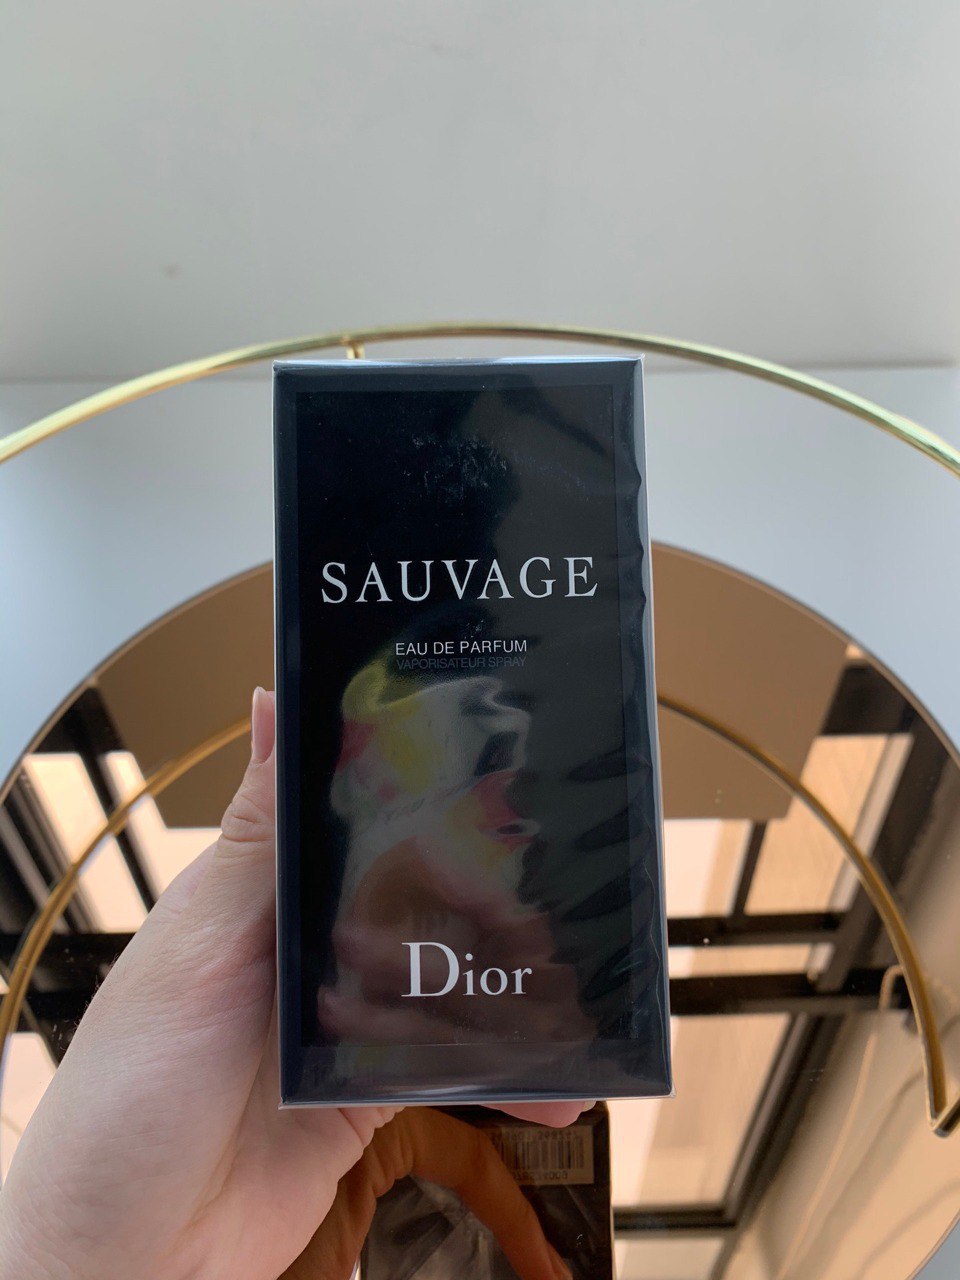 SAUVAGE
EAU DE PARFUM
VAPORISATEUR SPRAY
Dior